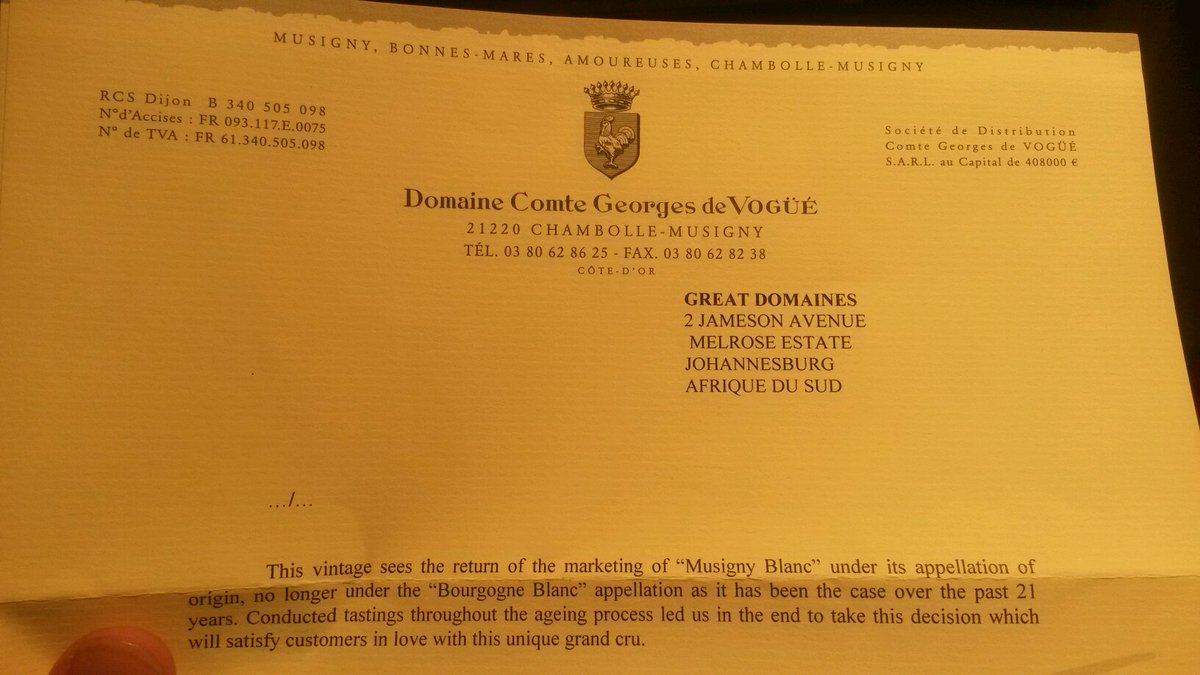 MUSIGNY, BONNES-MARES, AMOUREUSES, CHAMBOLLE-MUSIGNY
RCS Dijon B 340 505 098
N°d'Accises : FR 093.117.E.0075
N° de TVA : FR 61.340.505.098
Société de Distribution
Comte Georges de VOGÜÉ
S.A.R.L. au Capital de 408000 €
Domaine Comte Georges de VOGÜÉ
21220 CHAMBOLLE-MUSIGNY
TÉL. 03 80 62 86 25 - FAX. 03 80 62 82 38
CÔTE-D'OR
GREAT DOMAINES
2 JAMESON AVENUE
MELROSE ESTATE
JOHANNESBURG
AFRIQUE DU SUD
.../...
This vintage sees the return of the marketing of “Musigny Blanc” under its appellation of
origin, no longer under the “Bourgogne Blanc” appellation as it has been the case over the past 21
years. Conducted tastings throughout the ageing process led us in the end to take this decision which
will satisfy customers in love with this unique grand cru.